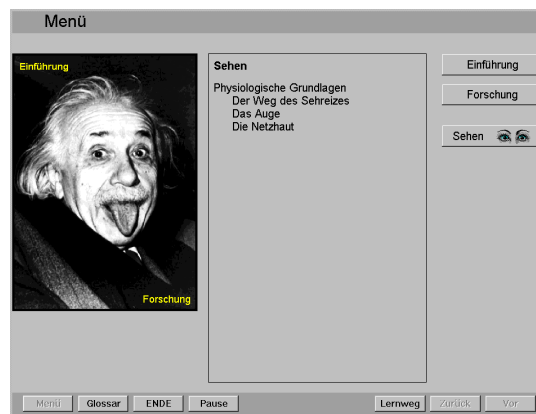 Menü
Einführung
Forschung
Sehen
Physiologische Grundlagen
Der Weg des Sehreizes
Das Auge
Die Netzhaut
Einführung
Forschung
Sehen
Menü
Glossar
ENDE
Pause
Lernweg
Zurück
Vor